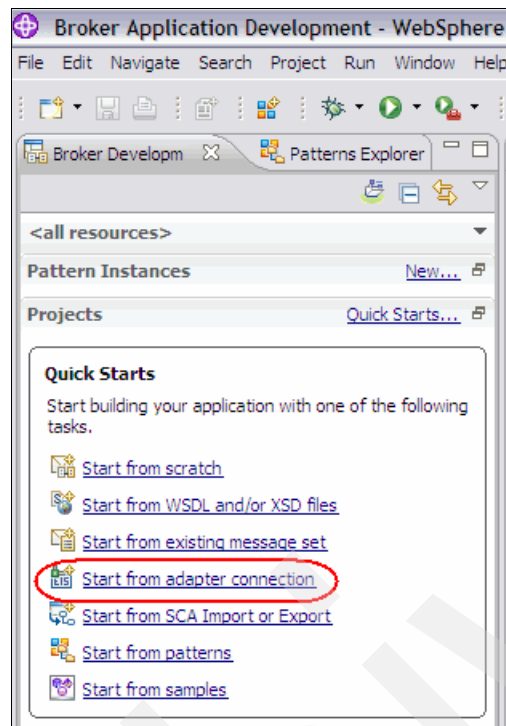 Broker Application Development - WebSphere
File Edit Navigate Search Project Run Window Help
Broker Developm Patterns Explorer
<all resources>
Pattern Instances New...
Projects Quick Starts...
Quick Starts
Start building your application with one of the following
tasks.
Start from scratch
Start from WSDL and/or XSD files
Start from existing message set
Start from adapter connection
Start from SCA Import or Export
Start from patterns
Start from samples